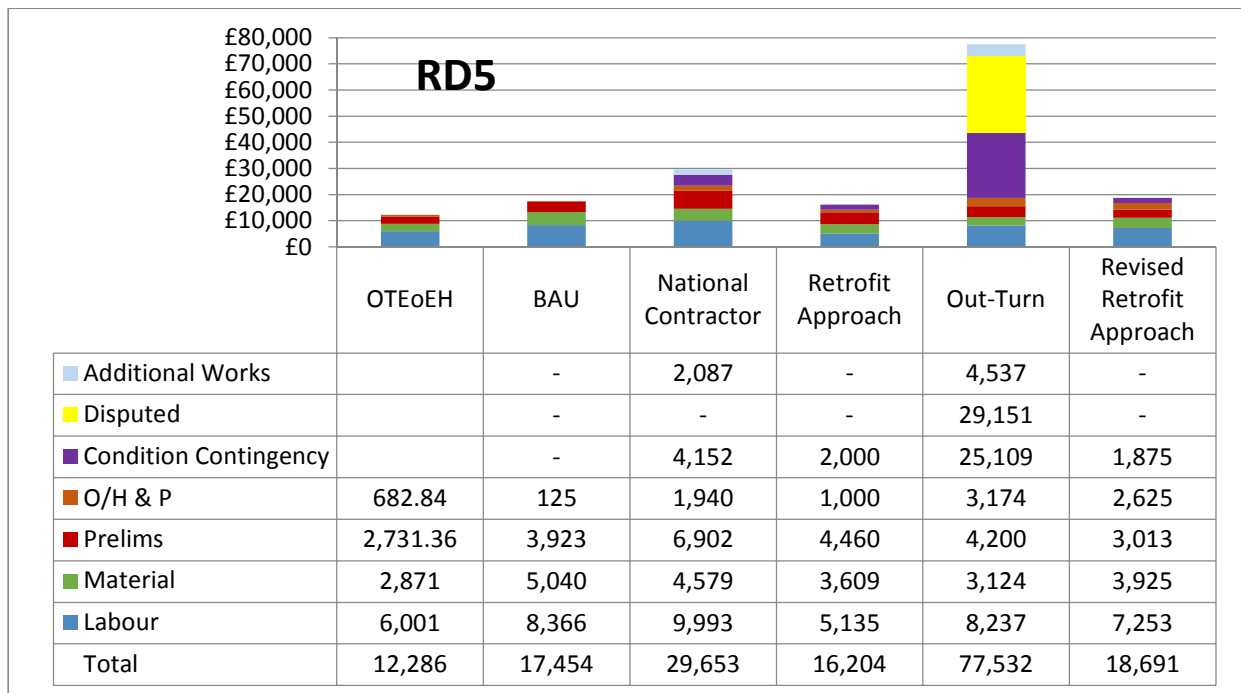 £80,000
£70,000
£60,000
£50,000
£40,000
£30,000
£20,000
£10,000
£0
RD5
OTEoEH BAU National Contractor Retrofit Approach Out-Turn Revised Retrofit Approach
Additional Works - 2,087 - 4,537 -
Disputed - - - 29,151 -
Condition Contingency - 4,152 2,000 25,109 1,875
O/H & P 682.84 125 1,940 1,000 3,174 2,625
Prelims 2,731.36 3,923 6,902 4,460 4,200 3,013
Material 2,871 5,040 4,579 3,609 3,124 3,925
Labour 6,001 8,366 9,993 5,135 8,237 7,253
Total 12,286 17,454 29,653 16,204 77,532 18,691